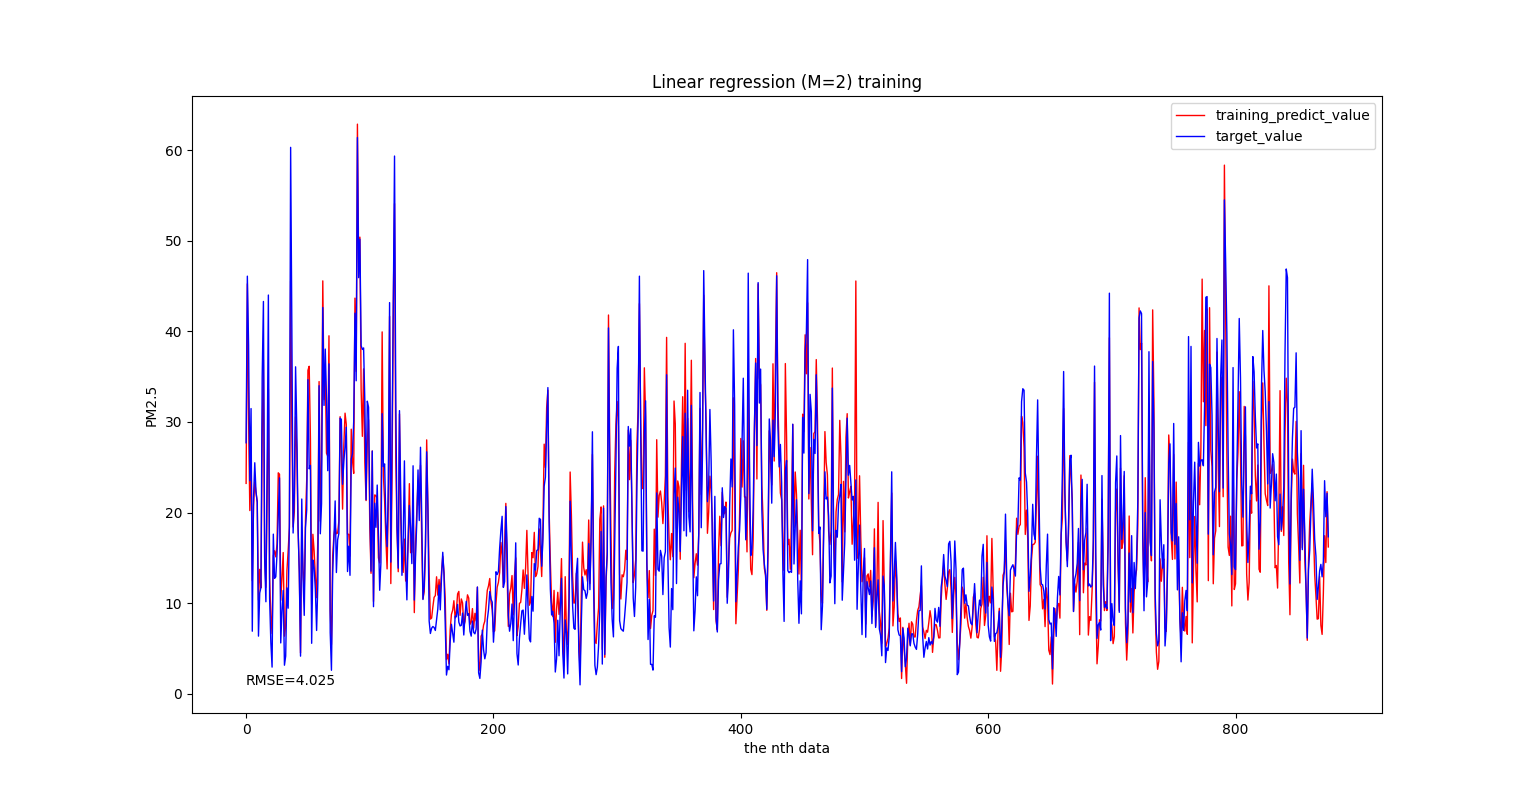 Linear regression (M=2) training
training_predict_value
target_value
PM2.5
60
50
40
30
20
10
0
RMSE=4.025
0
200
400
600
800
the nth data